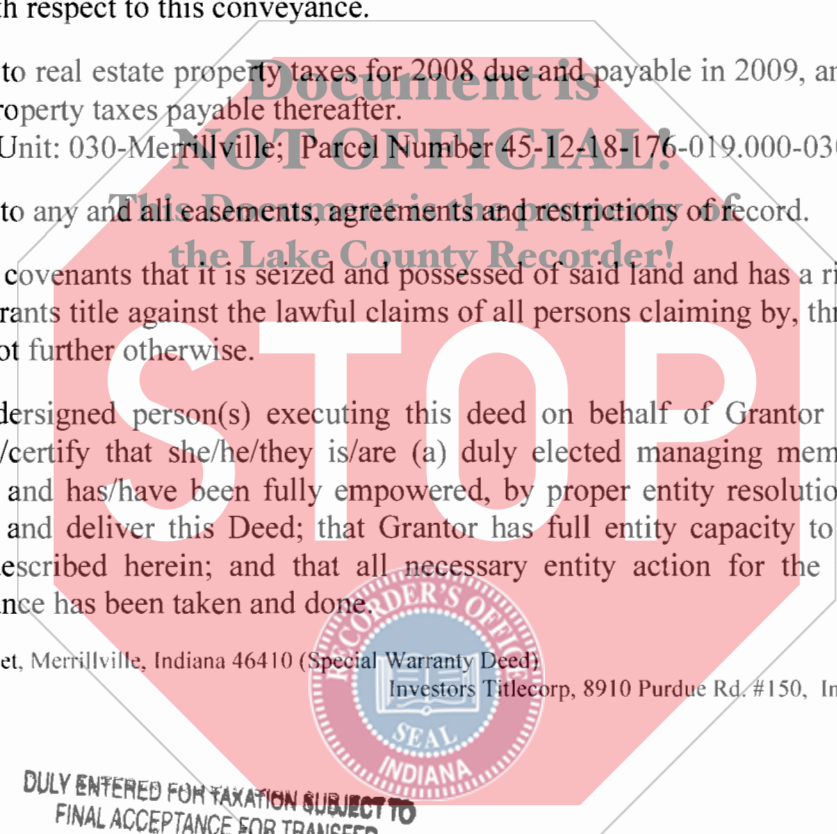 th respect to this conveyance.
to real estate property taxes for 2008 due and payable in 2009, an
Document is
roperty taxes payable thereafter.
NOT OFFICIAL!
Unit: 030-Merrillville; Parcel Number 45-12-18-176-019.000-030
This Document is the property of
to any and all easements, agreements and restrictions of record.
the Lake County Recorder!
covenants that it is seized and possessed of said land and has a ri
rants title against the lawful claims of all persons claiming by, thr
ot further otherwise.
STOP
dersigned person(s) executing this deed on behalf of Grantor
/certify that she/he/they is/are (a) duly elected managing mem
and has/have been fully empowered, by proper entity resolutio
and deliver this Deed; that Grantor has full entity capacity to
escribed herein; and that all necessary entity action for the
nce has been taken and done.
RECORDER'S OFFICE
et, Merrillville, Indiana 46410 (Special Warranty Deed)
Investors Titlecorp, 8910 Purdue Rd. #150, In
SEAL
INDIANA
DULY ENTERED FOR TAXATION SUBJECT TO
FINAL ACCEPTANCE FOR TRANSFER